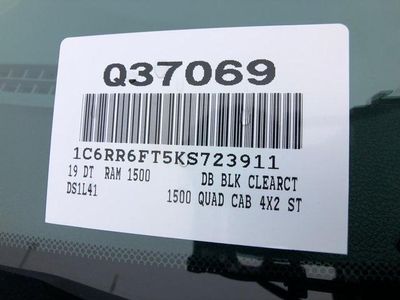 Q37069
1C6RR6FT5KS723911
19 DT RAM 1500 DB BLK CLEARCT
DS1L41 1500 QUAD CAB 4X2 ST